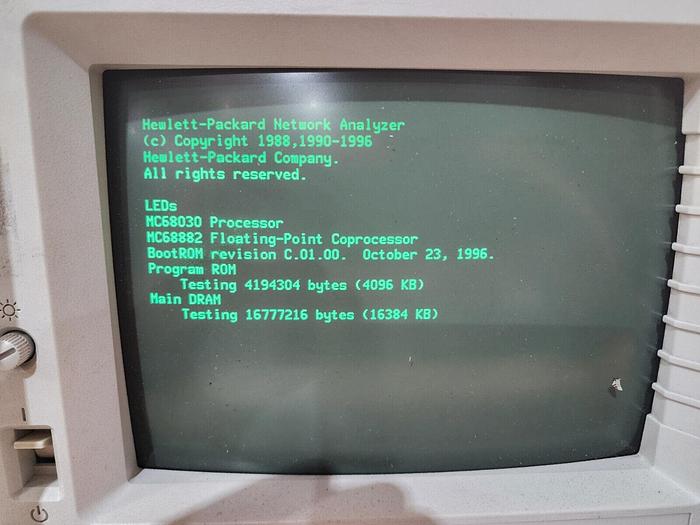 Hewlett-Packard Network Analyzer
(c) Copyright 1988,1990-1996
Hewlett-Packard Company.
All rights reserved.
LEDs
MC68030 Processor
MC68882 Floating-Point Coprocessor
BootROM revision C.01.00.  October 23, 1996.
Program ROM
Testing 4194304 bytes (4096 KB)
Main DRAM
Testing 16777216 bytes (16384 KB)